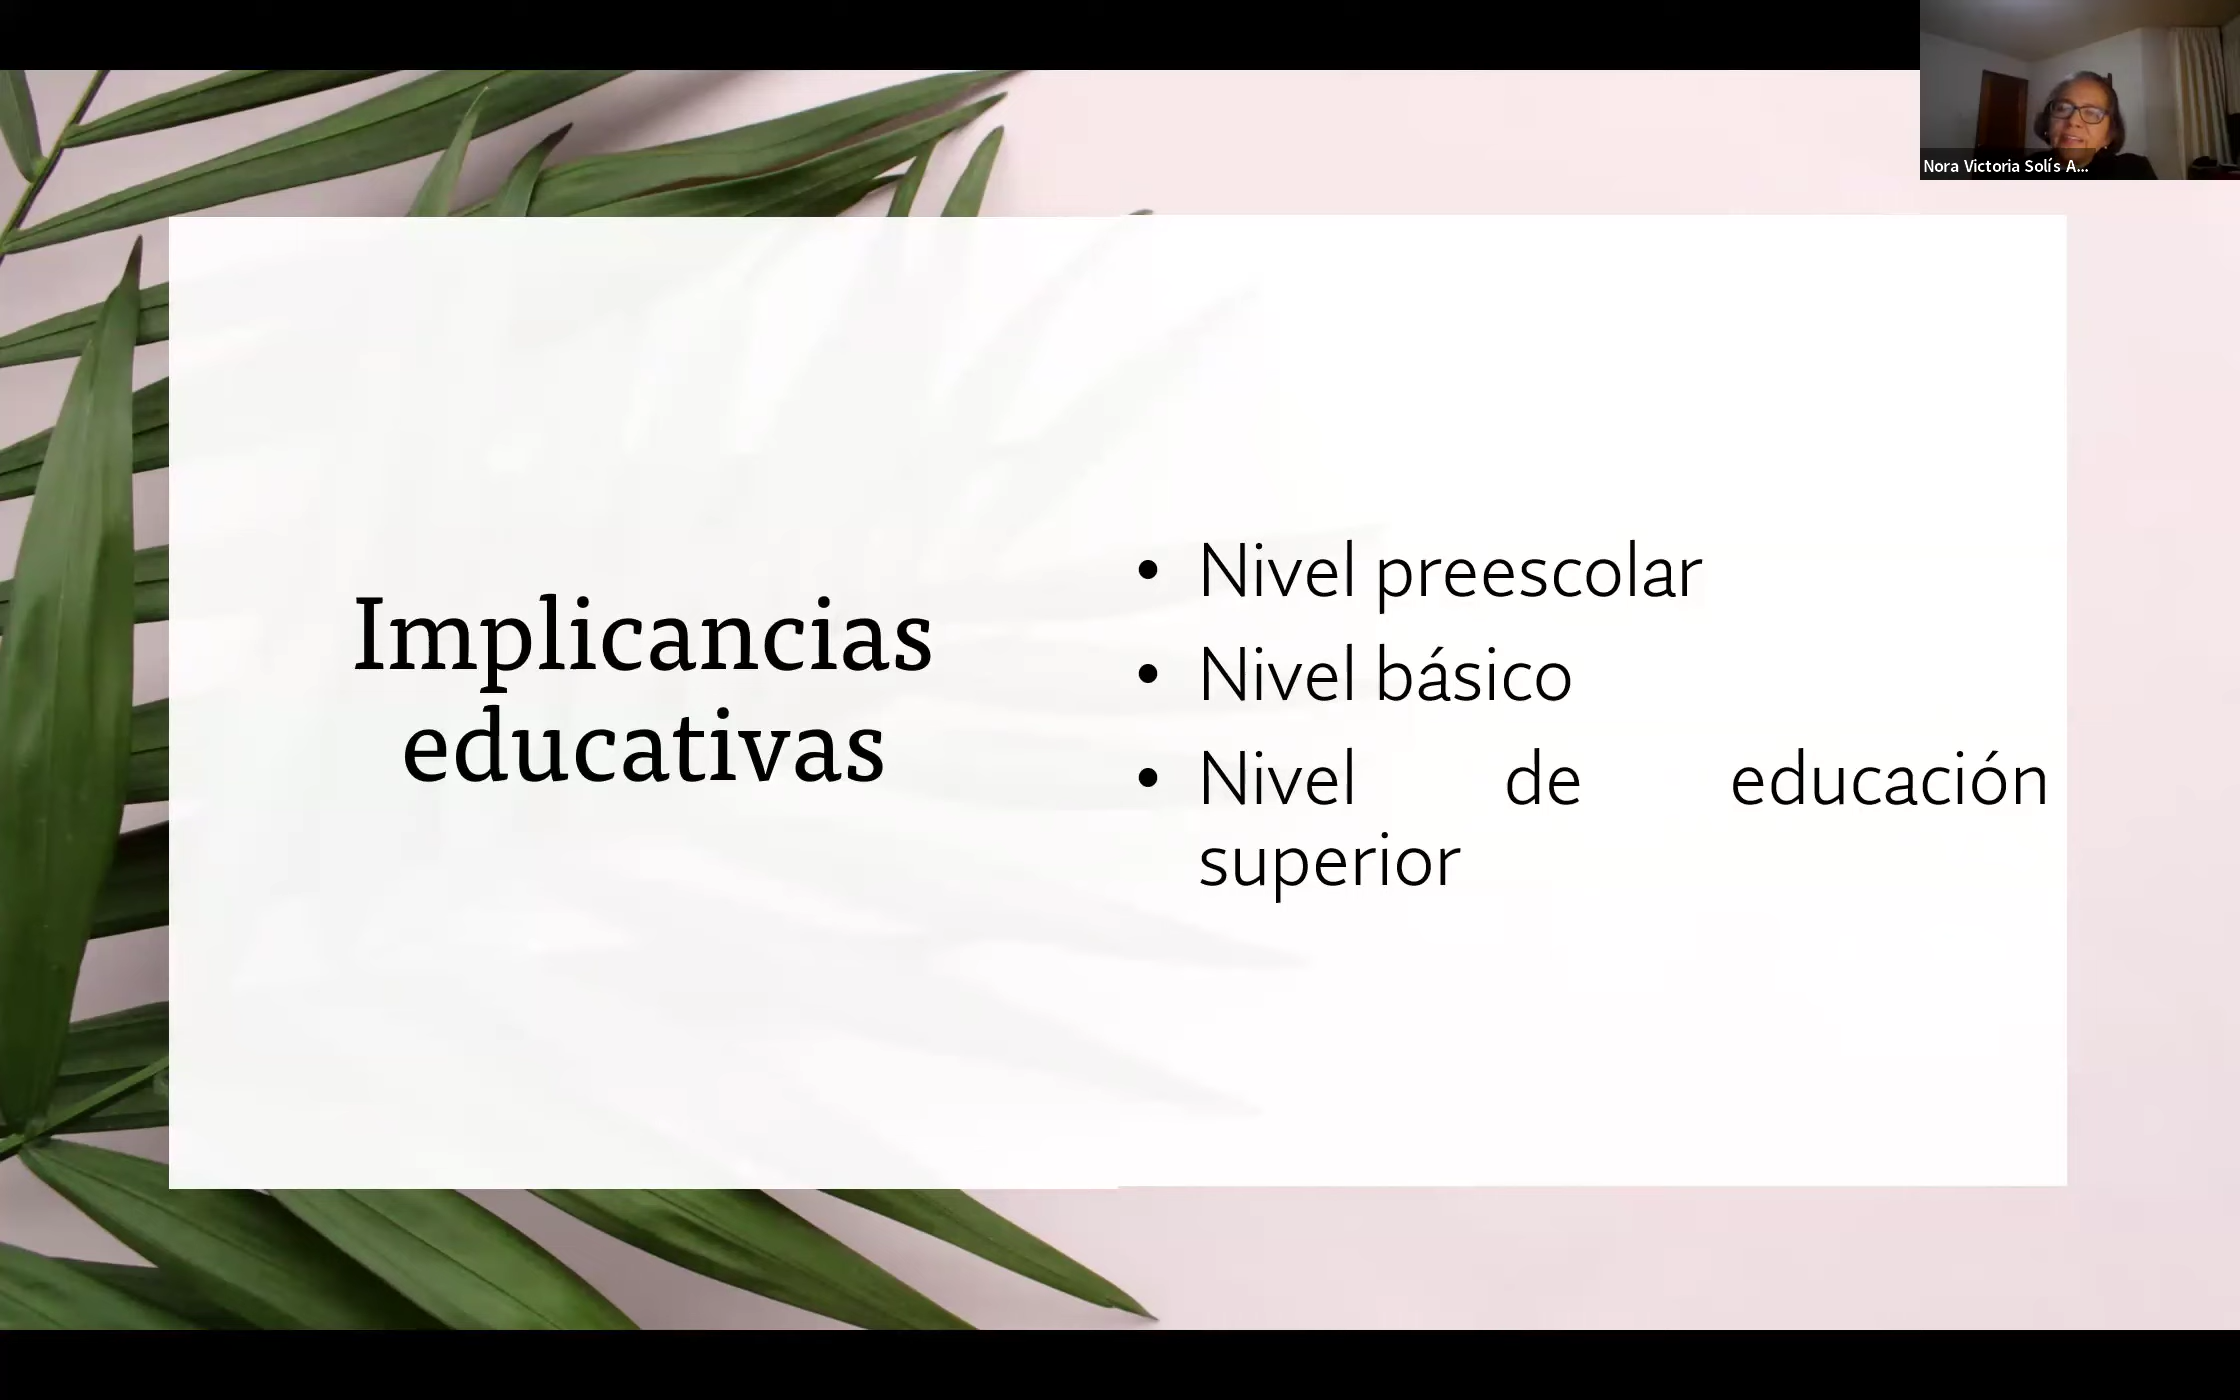 Nora Victoria Solís A...
Implicancias
educativas
• Nivel preescolar
• Nivel básico
• Nivel de educación
superior